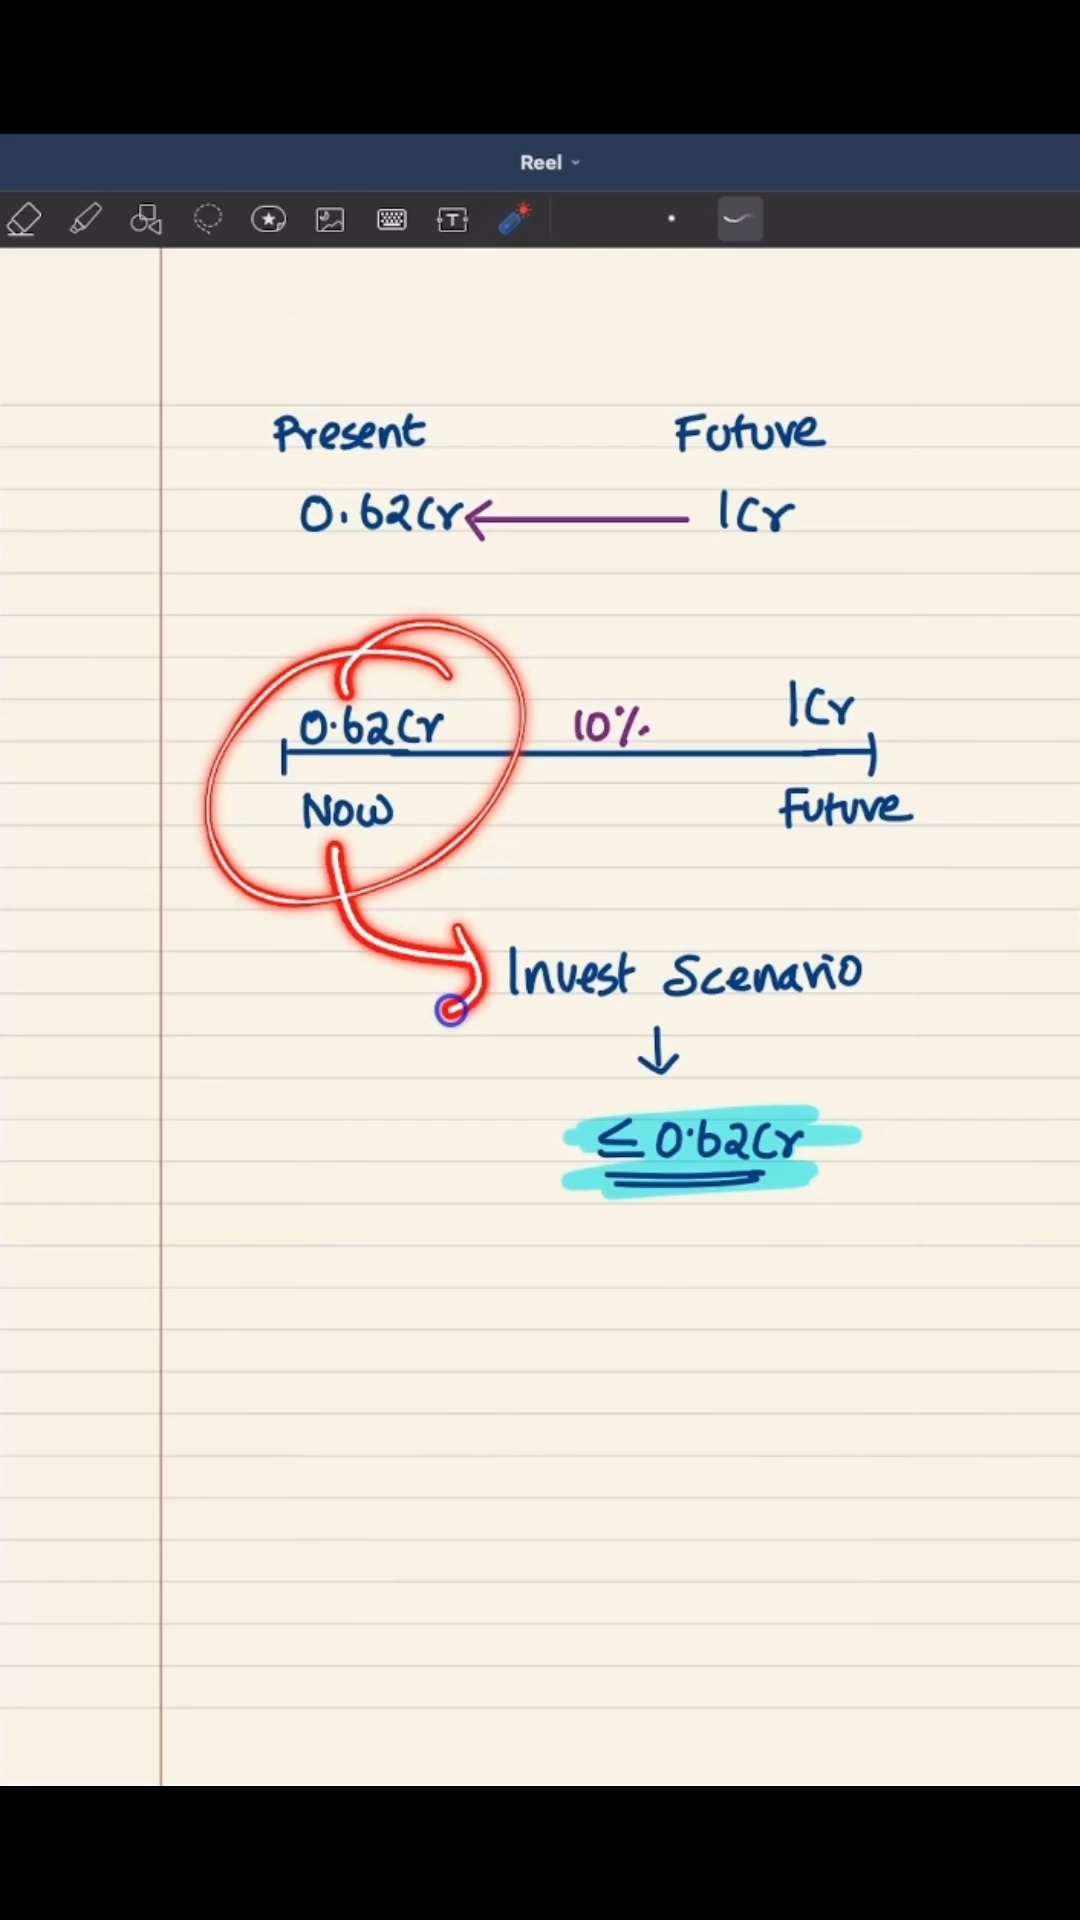 Reel
Present Future
0.62Cr 1Cr
0.62Cr 10% 1Cr
Now Future
Invest Scenario
≤ 0.62Cr